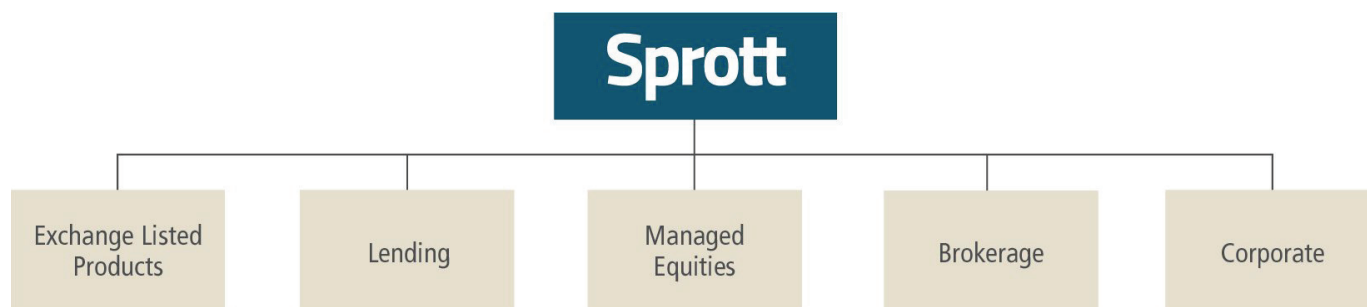 Sprott
Exchange Listed
Products
Lending
Managed
Equities
Brokerage
Corporate